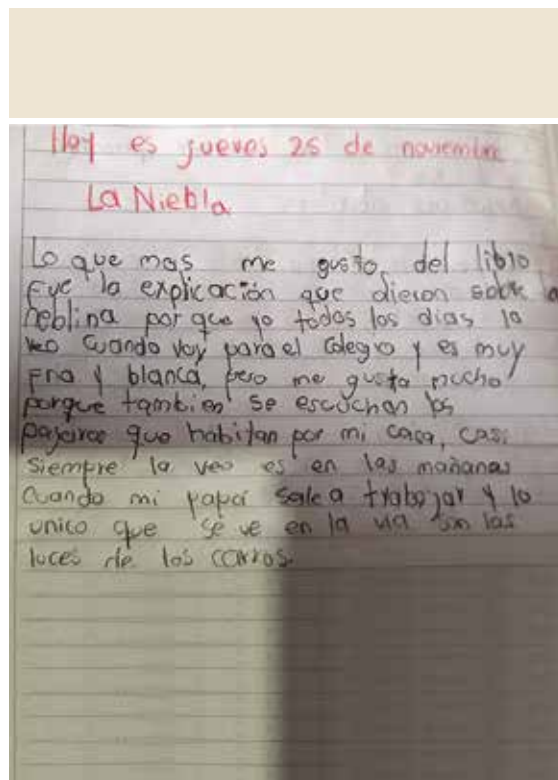 Hoy es jueves 25 de noviembre
La Niebla
Lo que mas me gusto, del libro
Fue la explicación que dieron sobre la
neblina por que yo todos los dias la
veo cuando voy para el Colegio y es muy
fria y blanca, pero me gusta mucho
porque tambien se escuchan los
pajaros que habitan por mi casa, casi
siempre la veo es en las mañanas
Cuando mi papá sale a trabajar y lo
unico que se ve en la via son las
luces de los carros.